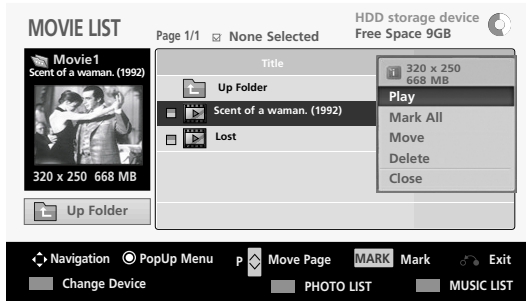 MOVIE LIST
Page 1/1 ☑ None Selected
HDD storage device
Free Space 9GB
Movie1
Scent of a waman. (1992)
320 x 250 668 MB
Up Folder
Title
Up Folder
Scent of a waman. (1992)
Lost
320 x 250
668 MB
Play
Mark All
Move
Delete
Close
Navigation PopUp Menu P Move Page MARK Mark Exit
Change Device PHOTO LIST MUSIC LIST